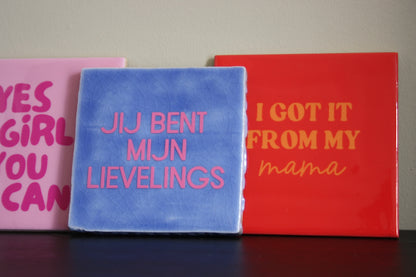 YES
GIRL
YOU
CAN
JIJ BENT
MIJN
LIEVELINGS
I GOT IT
FROM MY
mama